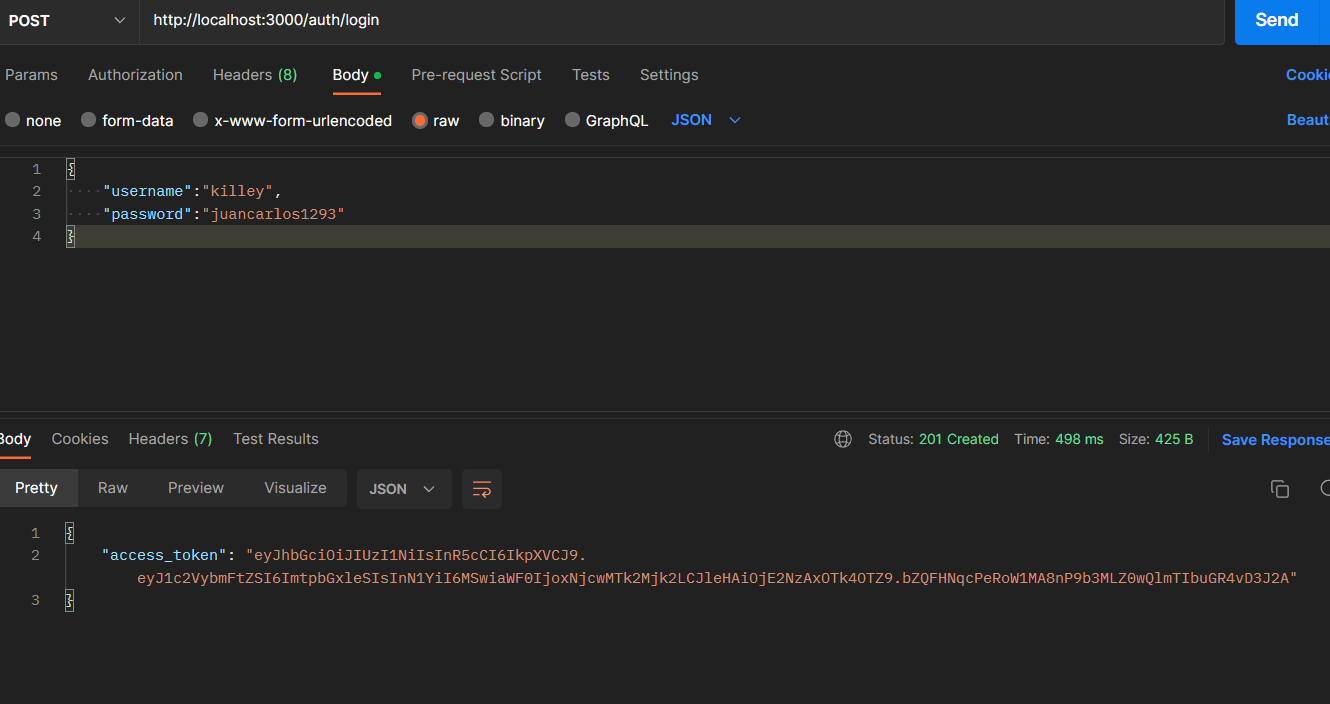 POST http://localhost:3000/auth/login Send
Params Authorization Headers (8) Body Pre-request Script Tests Settings Cooki
none form-data x-www-form-urlencoded raw binary GraphQL JSON Beaut
1 {
2 "username":"killey",
3 "password":"juancarlos1293"
4 }
Body Cookies Headers (7) Test Results Status: 201 Created Time: 498 ms Size: 425 B Save Response
Pretty Raw Preview Visualize JSON
1 {
2 "access_token": "eyJhbGciOiJIUzI1NiIsInR5cCI6IkpXVCJ9.
eyJ1c2VybmFtZSI6ImtpbGxleSIsInN1YiI6MSwiaWF0IjoxNjcwMTk2Mjk2LCJleHAiOjE2NzAxOTk4OTZ9.bZQFHNqcPeRoW1MA8nP9b3MLZ0wQlmTIbuGR4vD3J2A"
3 }